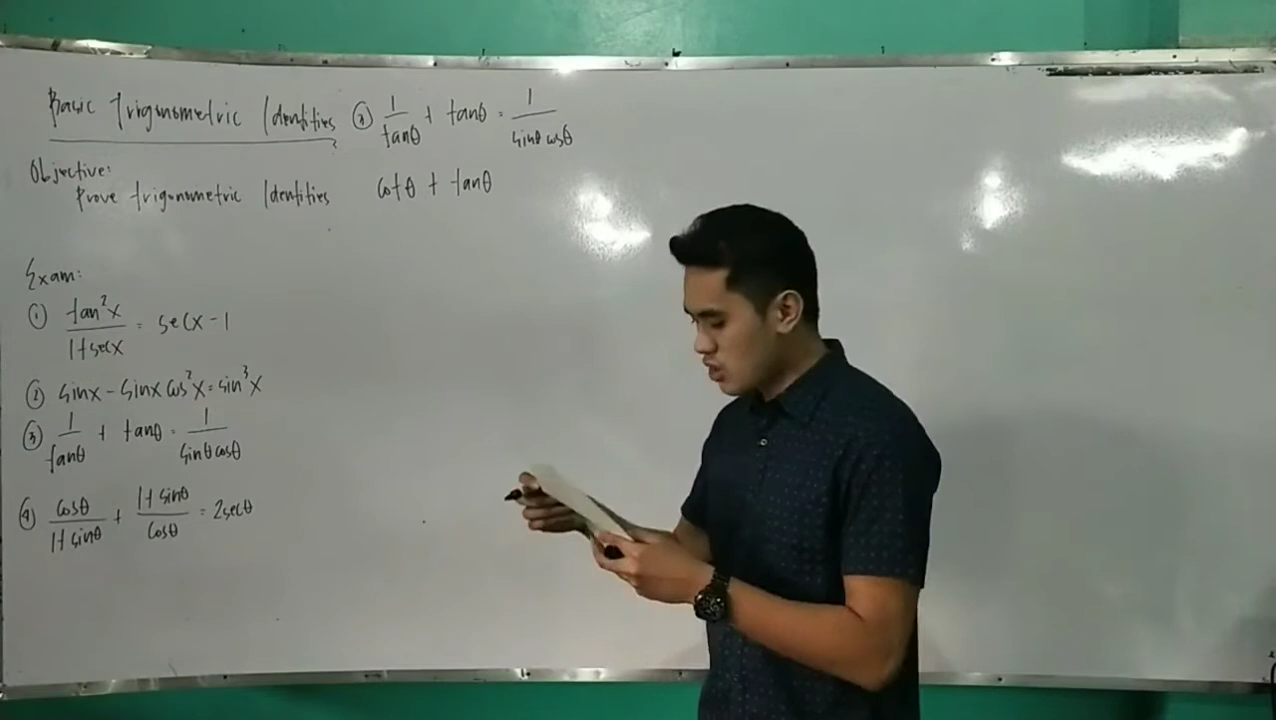 Basic Trigonometric Identities
Objective:
Prove trigonometric Identities
Exam:
① tan²x / 1+secx = secx - 1
② sinx - sinx cos²x = sin³x
③ 1 / tanθ + tanθ = 1 / sinθ cosθ
④ cosθ / 1+sinθ + 1+sinθ / cosθ = 2secθ
③ 1 / tanθ + tanθ = 1 / sinθ cosθ
cotθ + tanθ